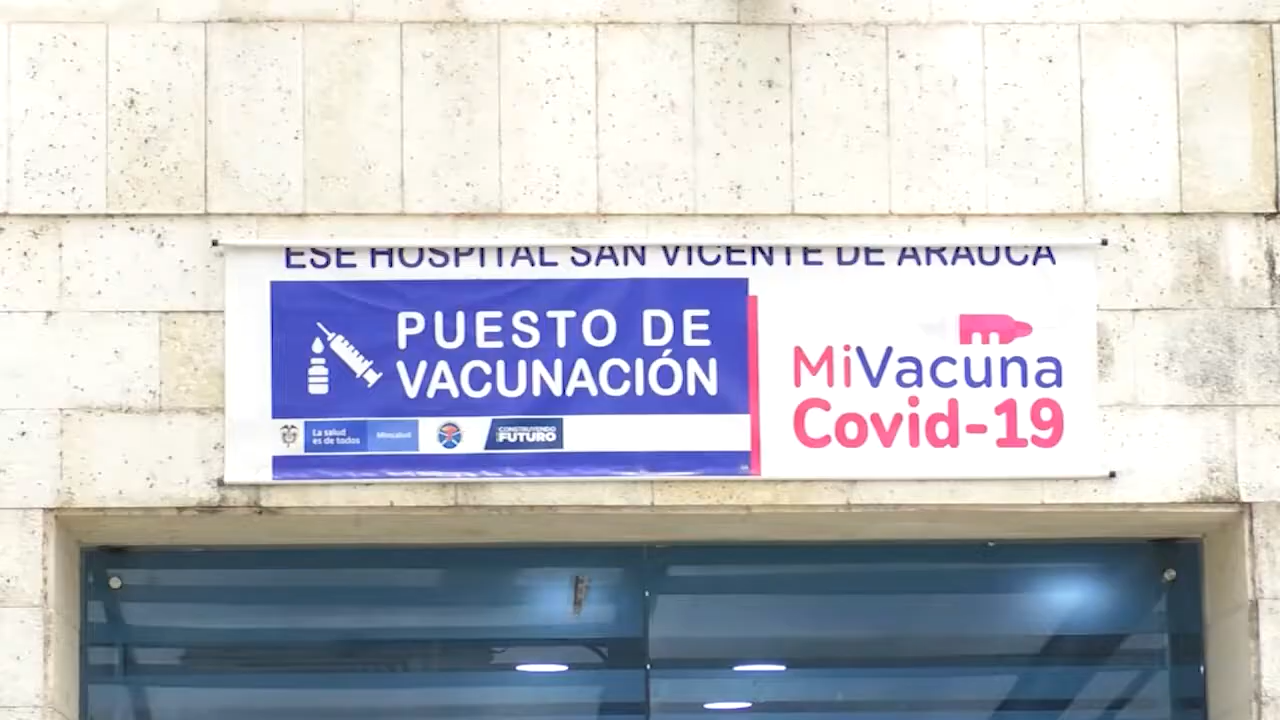 ESE HOSPITAL SAN VICENTE DE ARAUCA
PUESTO DE
VACUNACIÓN
La salud
es de todos
Minsalud
CONSTRUYENDO
FUTURO
MiVacuna
Covid-19